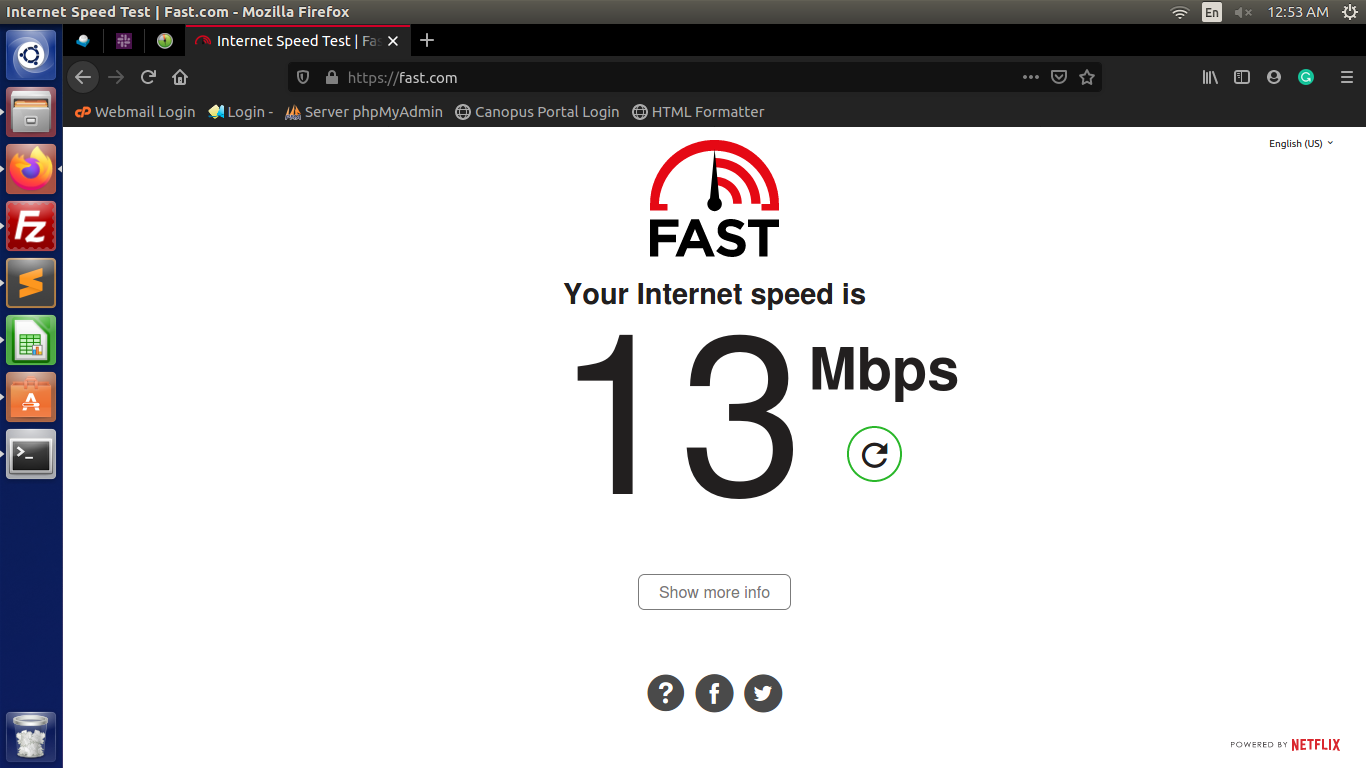 Internet Speed Test | Fast.com - Mozilla Firefox
En
12:53 AM
Internet Speed Test | Fa
https://fast.com
Webmail Login
Login -
Server phpMyAdmin
Canopus Portal Login
HTML Formatter
English (US)
FAST
Your Internet speed is
13 Mbps
Show more info
POWERED BY NETFLIX